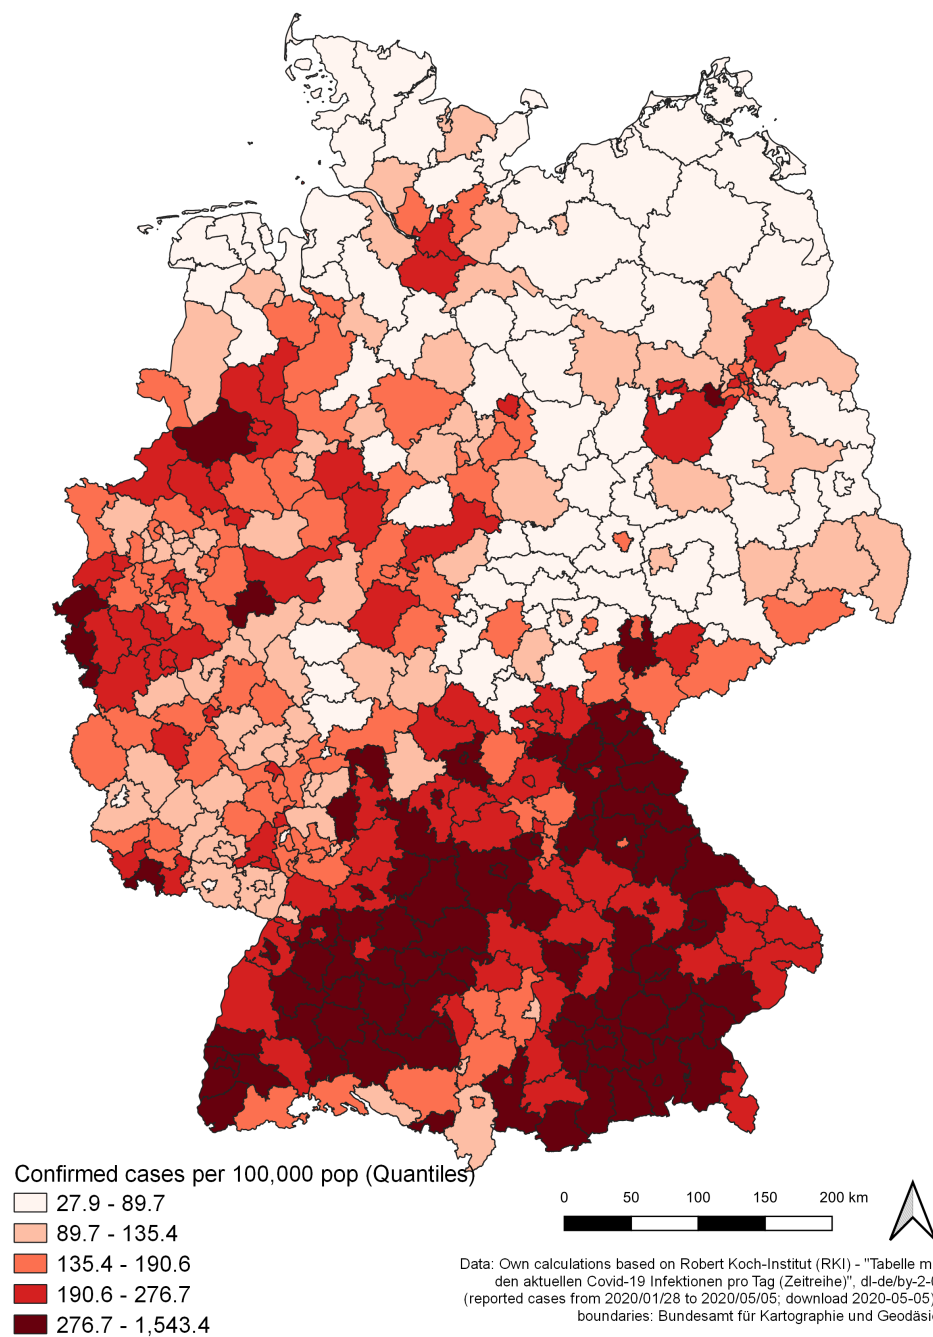 Confirmed cases per 100,000 pop (Quantiles)
27.9 - 89.7
89.7 - 135.4
135.4 - 190.6
190.6 - 276.7
276.7 - 1,543.4
0 50 100 150 200 km
Data: Own calculations based on Robert Koch-Institut (RKI) - "Tabelle m
den aktuellen Covid-19 Infektionen pro Tag (Zeitreihe)", dl-de/by-2-
(reported cases from 2020/01/28 to 2020/05/05; download 2020-05-05)
boundaries: Bundesamt für Kartographie und Geodäsi